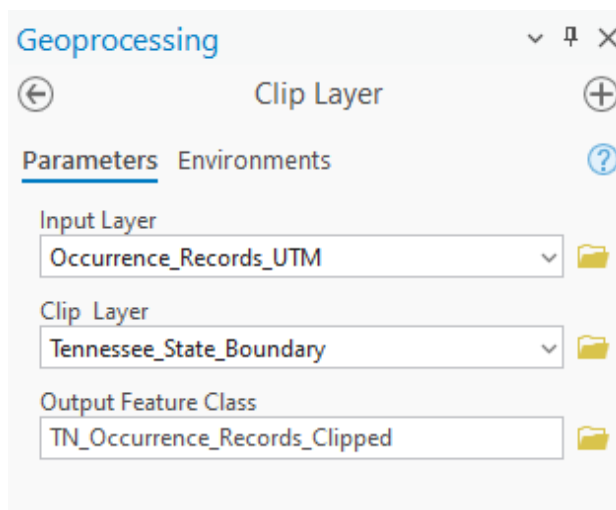 Geoprocessing
Clip Layer
Parameters Environments
Input Layer
Occurrence_Records_UTM
Clip Layer
Tennessee_State_Boundary
Output Feature Class
TN_Occurrence_Records_Clipped